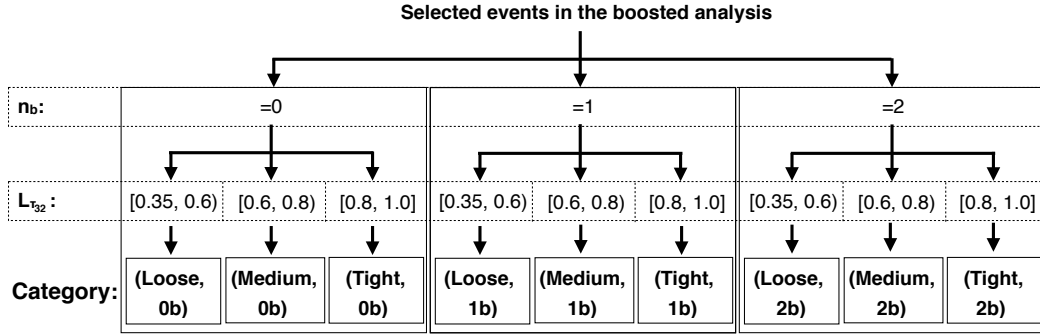 Selected events in the boosted analysis
n_b: =0 =1 =2
L_τ32: [0.35, 0.6) [0.6, 0.8) [0.8, 1.0] [0.35, 0.6) [0.6, 0.8) [0.8, 1.0] [0.35, 0.6) [0.6, 0.8) [0.8, 1.0]
Category: (Loose, (Medium, (Tight, (Loose, (Medium, (Tight, (Loose, (Medium, (Tight,
0b) 0b) 0b) 1b) 1b) 1b) 2b) 2b) 2b)